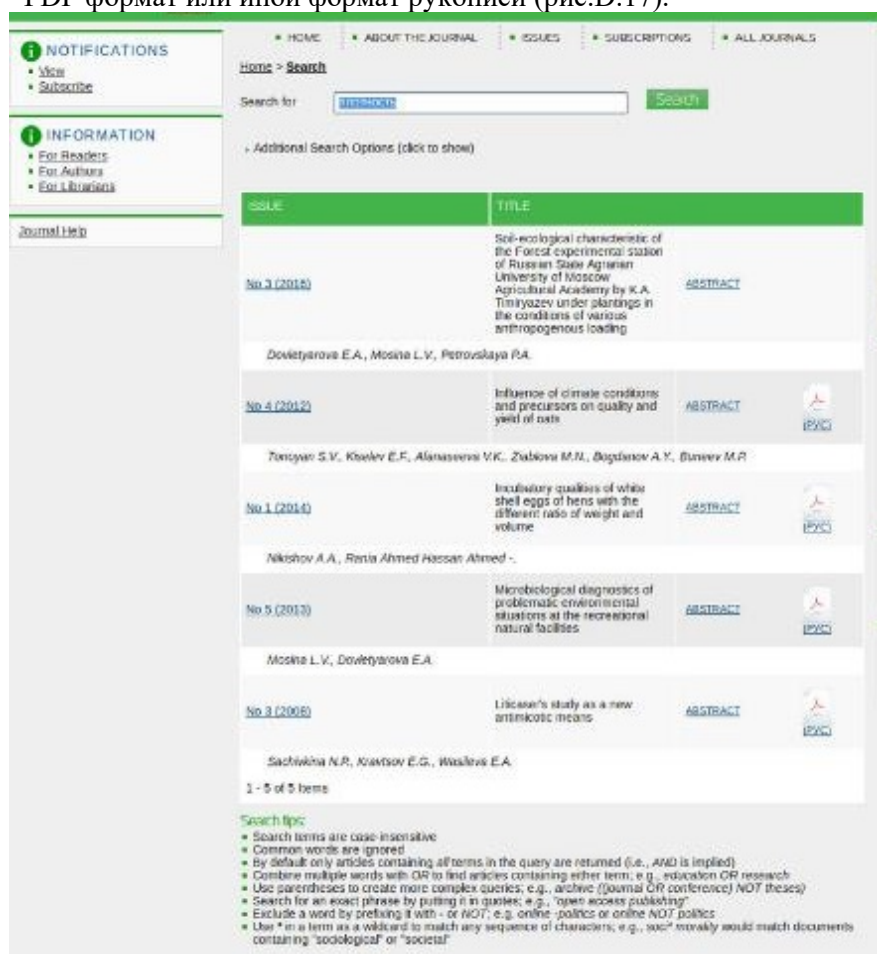 PDF формат или иной формат рукописи (рис.D.17).
NOTIFICATIONS
View
Subscribe
INFORMATION
For Readers
For Authors
For Librarians
Journal Help
HOME ABOUT THE JOURNAL ISSUES SUBSCRIPTIONS ALL JOURNALS
Home > Search
Search for Search
Additional Search Options (click to show)
ISSUE TITLE
No 3 (2016) Soil-ecological characteristic of the Forest experimental station of Russian State Agrarian University of Moscow Agricultural Academy by K.A. Timiryazev under plantings in the conditions of various anthropogenous loading ABSTRACT
Dovletyarova E.A., Mosina L.V., Petrovskaya P.A.
No 4 (2012) Influence of climate conditions and precursors on quality and yield of oats ABSTRACT (РУС)
Tonoyan S.V., Kiselev E.F., Afanaseeva V.K., Ziablova M.N., Bogdanov A.Y., Buneev M.P.
No 1 (2014) Incubatory qualities of white shell eggs of hens with the different ratio of weight and volume ABSTRACT (РУС)
Nikishov A.A., Rania Ahmed Hassan Ahmed -.
No 5 (2013) Microbiological diagnostics of problematic environmental situations at the recreational natural facilities ABSTRACT (РУС)
Mosina L.V., Dovletyarova E.A.
No 3 (2008) Liticaser's study as a new antimicotic means ABSTRACT (РУС)
Sachivkina N.P., Kravtsov E.G., Wasileva E.A.
1 - 5 of 5 Items
Search tips:
Search terms are case-insensitive
Common words are ignored
By default only articles containing all terms in the query are returned (i.e., AND is implied)
Combine multiple words with OR to find articles containing either term; e.g., education OR research
Use parentheses to create more complex queries; e.g., archive ((journal OR conference) NOT theses)
Search for an exact phrase by putting it in quotes; e.g., "open access publishing"
Exclude a word by prefixing it with - or NOT; e.g. online -politics or online NOT politics
Use * in a term as a wildcard to match any sequence of characters; e.g., soci* morality would match documents
containing "sociological" or "societal"